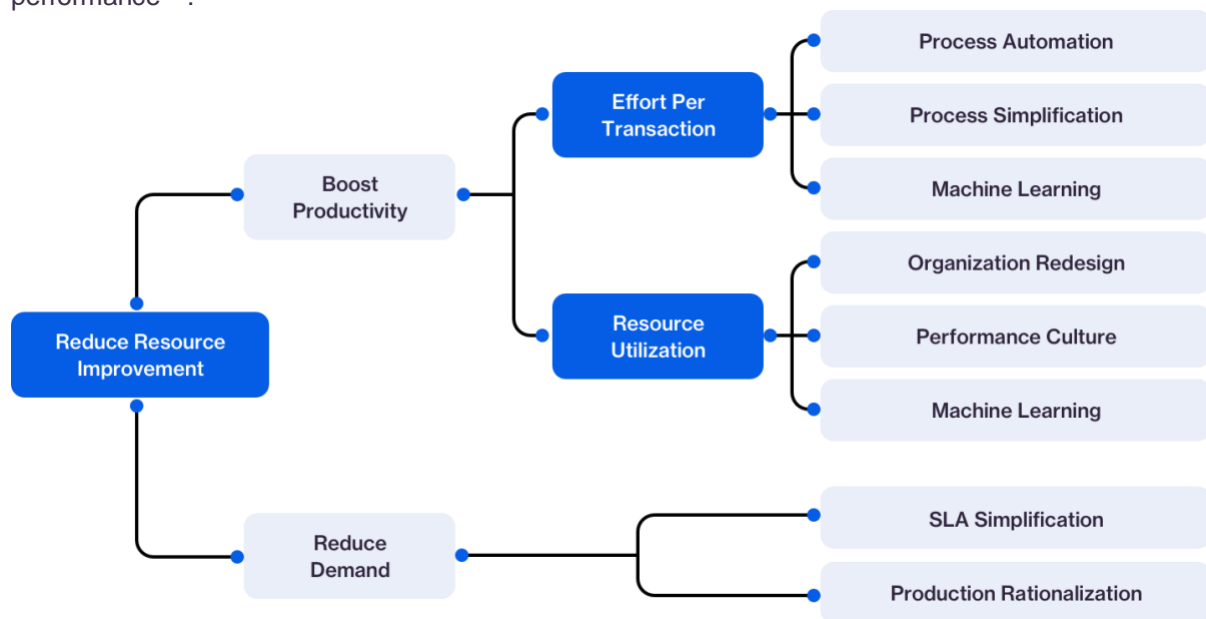 performance
Process Automation
Effort Per
Transaction
Process Simplification
Machine Learning
Boost
Productivity
Organization Redesign
Resource
Utilization
Performance Culture
Reduce Resource
Improvement
Machine Learning
SLA Simplification
Reduce
Demand
Production Rationalization